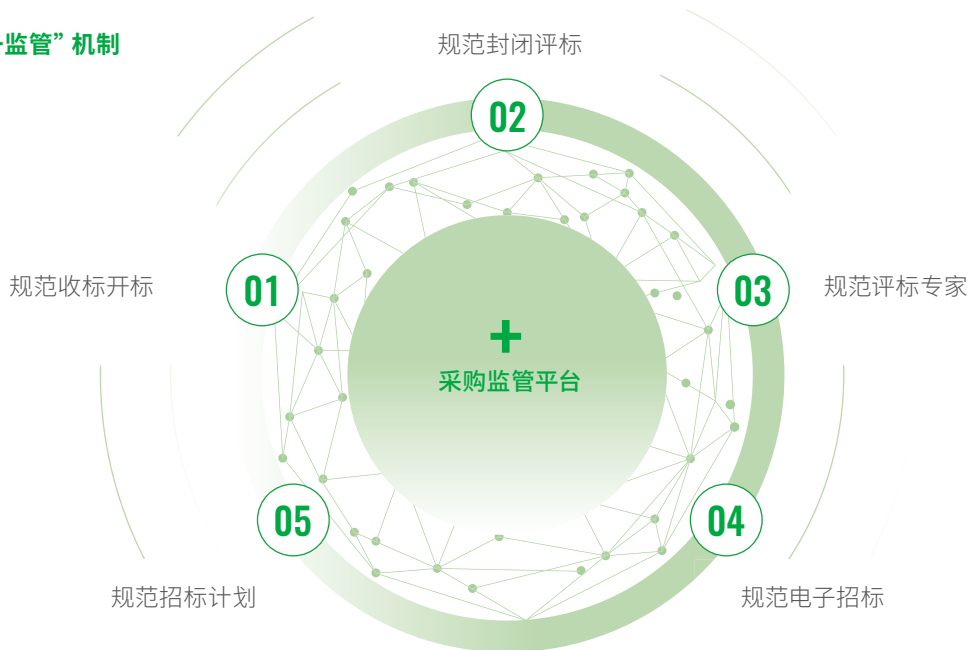 监管” 机制
规范封闭评标
02
规范收标开标
01
03
规范评标专家
+
采购监管平台
05
04
规范招标计划
规范电子招标